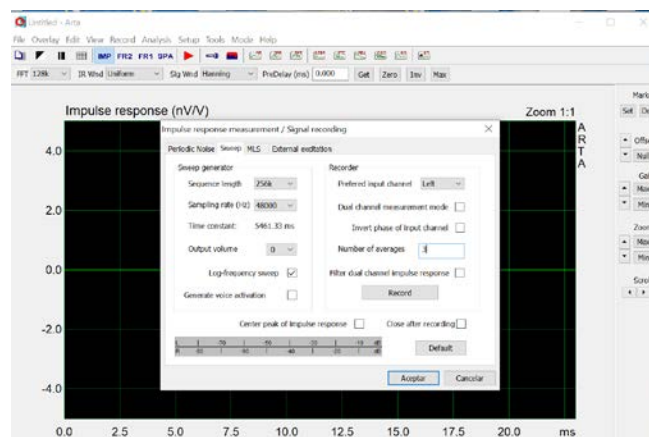 Untitled - Arta
File Overlay Edit View Record Analysis Setup Tools Mode Help
IMP FR2 FR1 SPA
FFT 128k IR Wnd Uniform Sig Wnd Hanning PreDelay (ms) 0.000 Get Zero Inv Max
Impulse response (nV/V) Zoom 1:1
A
R
T
A
Impulse response measurement / Signal recording
Periodic Noise Sweep MLS External excitation
Sweep generator Recorder
Sequence length 256k Prefered input channel Left
Sampling rate (Hz) 48000 Dual channel measurement mode
Time constant: 5461.33 ms Invert phase of input channel
Output volume 0 Number of averages 3
Log-frequency sweep Filter dual channel impulse response
Generate voice activation Record
Center peak of impulse response Close after recording
Default
Aceptar Cancelar
4.0
2.0
0.0
-2.0
-4.0
0.0 2.5 5.0 7.5 10.0 12.5 15.0 17.5 20.0 ms
Set
Null
Max
Min
Max
Min